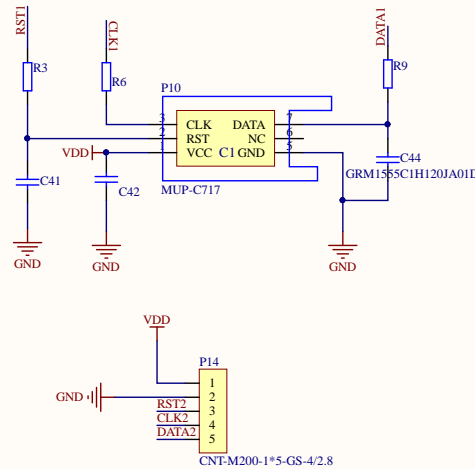 RST1
CLK1
DATA1
R3
R6
R9
P10
3 CLK DATA 7
2 RST NC 6
1 VCC C1 GND 5
VDD
MUP-C717
C41
C42
C44
GRM1555C1H120JA01D
GND
GND
GND
VDD
P14
1
GND 2
RST2 3
CLK2 4
DATA2 5
CNT-M200-1*5-GS-4/2.8